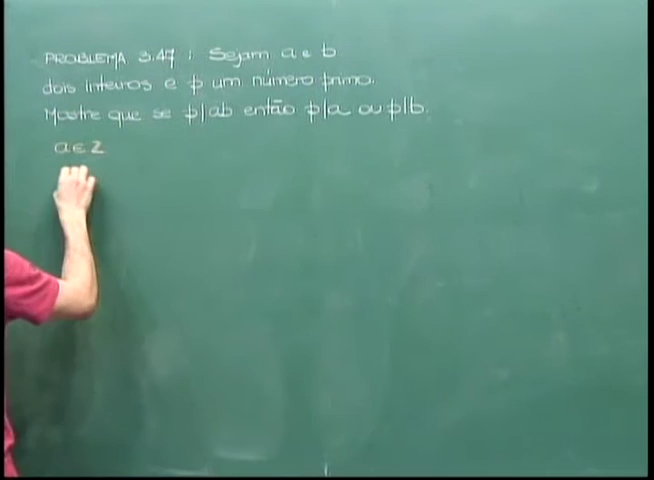 PROBLEMA 3.47 : Sejam a e b
dois inteiros e p um número primo.
Mostre que se p|ab então p|a ou p|b.
a ∈ Z